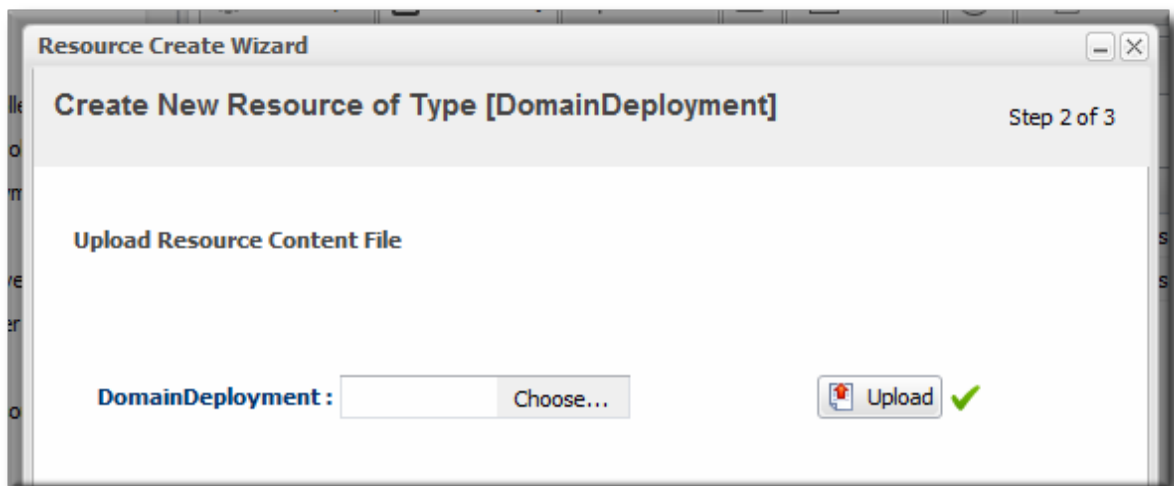 Resource Create Wizard
Create New Resource of Type [DomainDeployment]
Step 2 of 3
Upload Resource Content File
DomainDeployment :
Choose...
Upload